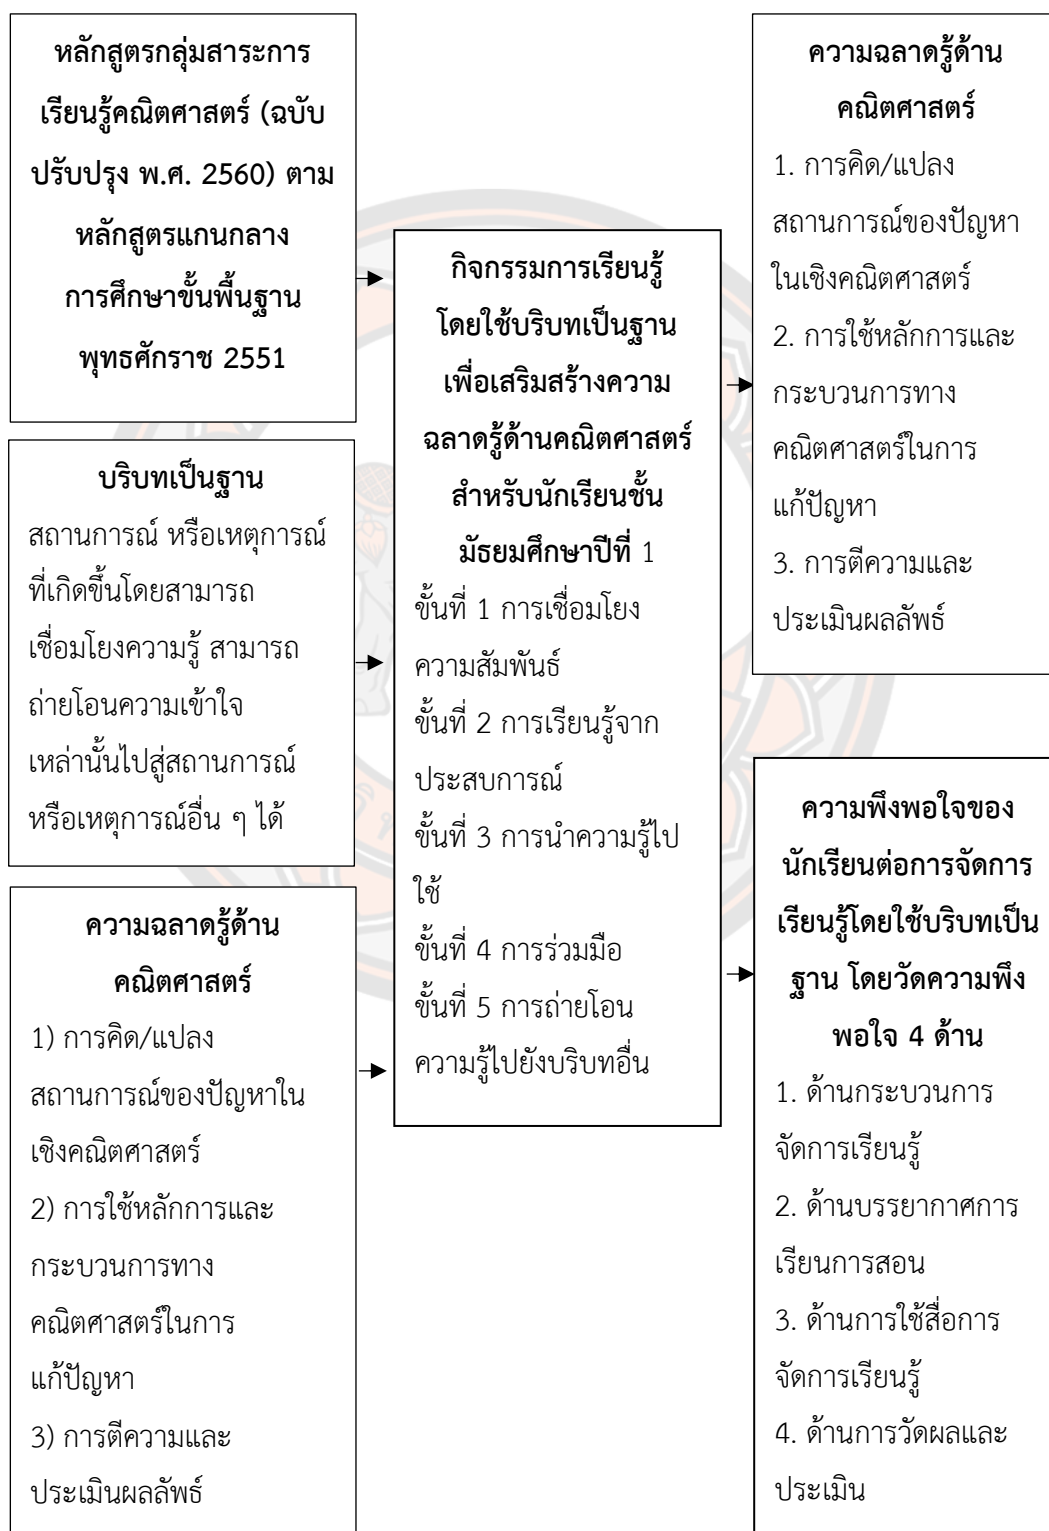 หลักสูตรกลุ่มสาระการ
เรียนรู้คณิตศาสตร์ (ฉบับ
ปรับปรุง พ.ศ. 2560) ตาม
หลักสูตรแกนกลาง
การศึกษาขั้นพื้นฐาน
พุทธศักราช 2551
บริบทเป็นฐาน
สถานการณ์ หรือเหตุการณ์
ที่เกิดขึ้นโดยสามารถ
เชื่อมโยงความรู้ สามารถ
ถ่ายโอนความเข้าใจ
เหล่านั้นไปสู่สถานการณ์
หรือเหตุการณ์อื่น ๆ ได้
ความฉลาดรู้ด้าน
คณิตศาสตร์
1) การคิด/แปลง
สถานการณ์ของปัญหาใน
เชิงคณิตศาสตร์
2) การใช้หลักการและ
กระบวนการทาง
คณิตศาสตร์ในการ
แก้ปัญหา
3) การตีความและ
ประเมินผลลัพธ์
กิจกรรมการเรียนรู้
โดยใช้บริบทเป็นฐาน
เพื่อเสริมสร้างความ
ฉลาดรู้ด้านคณิตศาสตร์
สำหรับนักเรียนชั้น
มัธยมศึกษาปีที่ 1
ขั้นที่ 1 การเชื่อมโยง
ความสัมพันธ์
ขั้นที่ 2 การเรียนรู้จาก
ประสบการณ์
ขั้นที่ 3 การนำความรู้ไป
ใช้
ขั้นที่ 4 การร่วมมือ
ขั้นที่ 5 การถ่ายโอน
ความรู้ไปยังบริบทอื่น
ความฉลาดรู้ด้าน
คณิตศาสตร์
1. การคิด/แปลง
สถานการณ์ของปัญหา
ในเชิงคณิตศาสตร์
2. การใช้หลักการและ
กระบวนการทาง
คณิตศาสตร์ในการ
แก้ปัญหา
3. การตีความและ
ประเมินผลลัพธ์
ความพึงพอใจของ
นักเรียนต่อการจัดการ
เรียนรู้โดยใช้บริบทเป็น
ฐาน โดยวัดความพึง
พอใจ 4 ด้าน
1. ด้านกระบวนการ
จัดการเรียนรู้
2. ด้านบรรยากาศการ
เรียนการสอน
3. ด้านการใช้สื่อการ
จัดการเรียนรู้
4. ด้านการวัดผลและ
ประเมิน